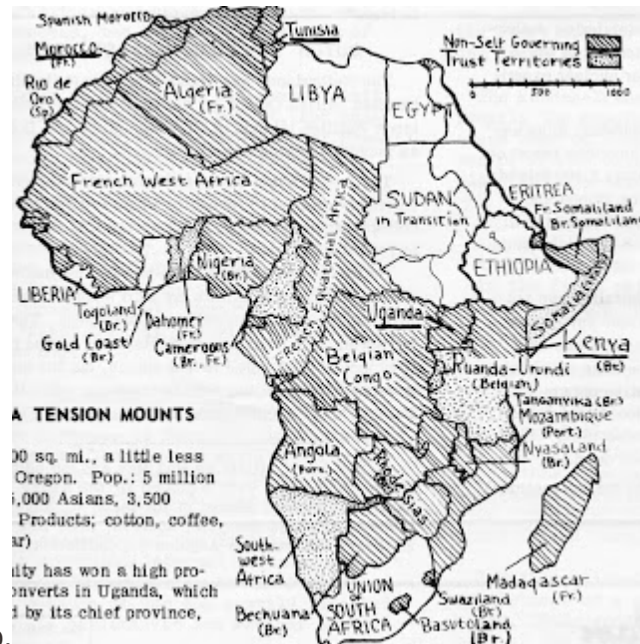 Spanish Morocco
Morocco
(Fr.)
Tunisia
Non-Self Governing
Trust Territories
0 500 1000
Rio de
Oro (Sp)
Algeria
(Fr.)
LIBYA
EGYPT
French West Africa
SUDAN
in Transition
ERITREA
Fr. Somaliland
Br. Somaliland
ETHIOPIA
Somalia (Ital.)
LIBERIA
Nigeria
(Br.)
French Equatorial Africa
Togoland
(Br.)
Gold Coast
(Br.)
Dahomey
(Fr.)
Cameroons
(Br. Fr.)
Uganda
Kenya
(Br.)
Belgian
Congo
Ruanda-Urundi
(Belgian)
Tanganyika (Br.)
Mozambique
(Port.)
Nyasaland
(Br.)
Angola
(Port.)
Rhodesias
South-
west
Africa
Bechuana
(Br.)
UNION
SOUTH
AFRICA
Swaziland
(Br.)
Basutoland
(Br.)
Madagascar
(Fr.)
A TENSION MOUNTS
00 sq. mi., a little less
Oregon. Pop.: 5 million
5,000 Asians, 3,500
Products; cotton, coffee,
ar)
ity has won a high pro-
onverts in Uganda, which
d by its chief province,